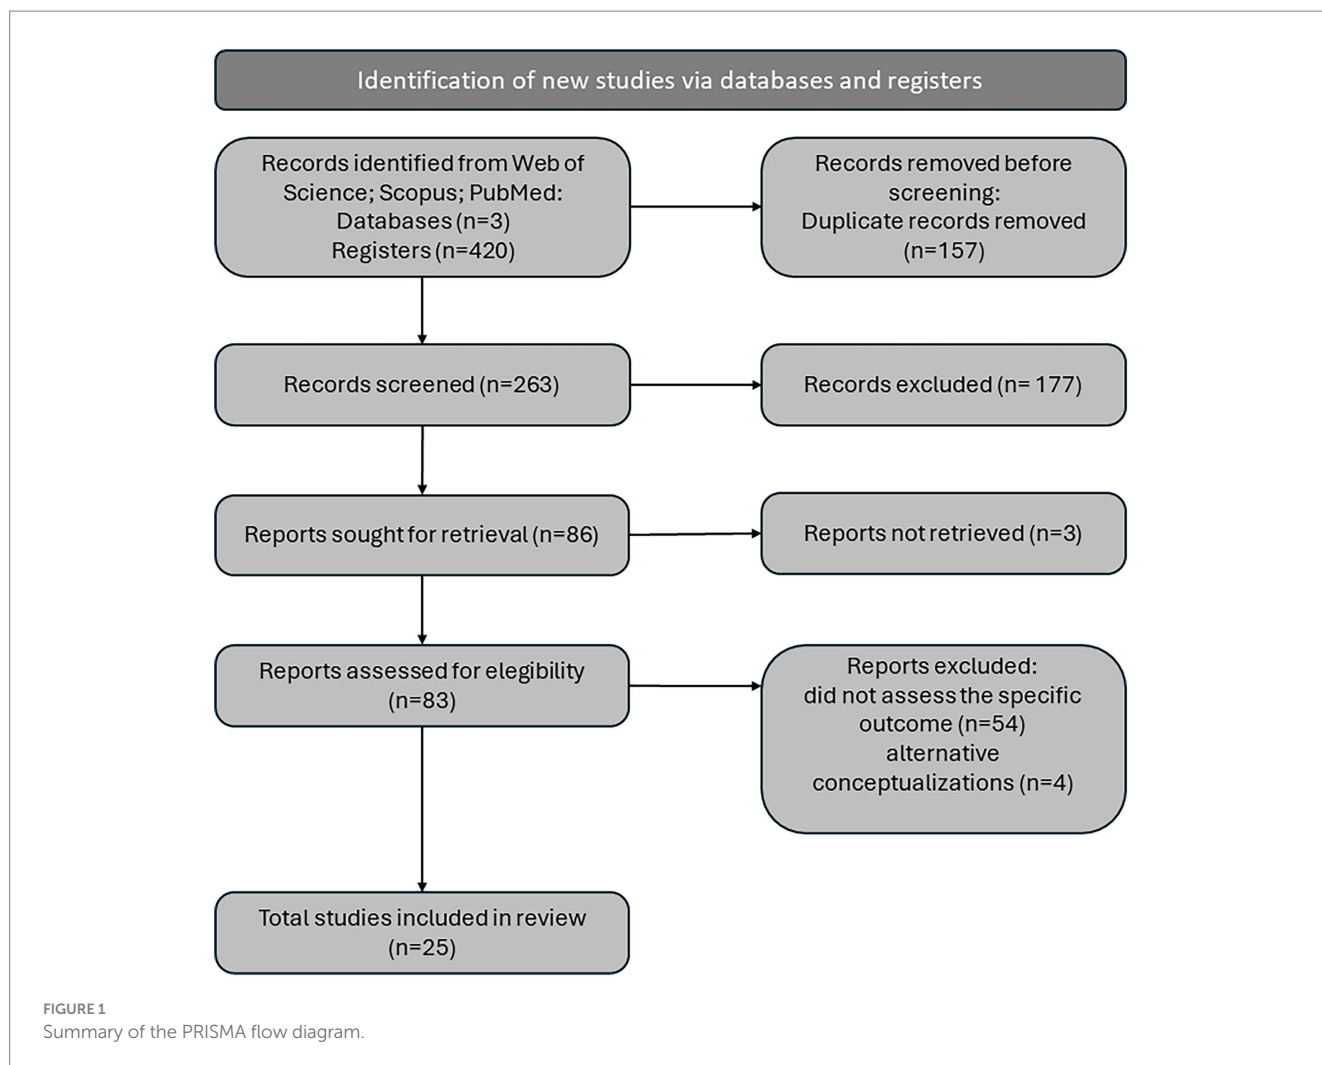 Identification of new studies via databases and registers
Records identified from Web of
Science; Scopus; PubMed:
Databases (n=3)
Registers (n=420)
Records removed before
screening:
Duplicate records removed
(n=157)
Records screened (n=263)
Records excluded (n= 177)
Reports sought for retrieval (n=86)
Reports not retrieved (n=3)
Reports assessed for elegibility
(n=83)
Reports excluded:
did not assess the specific
outcome (n=54)
alternative
conceptualizations (n=4)
Total studies included in review
(n=25)
FIGURE 1
Summary of the PRISMA flow diagram.